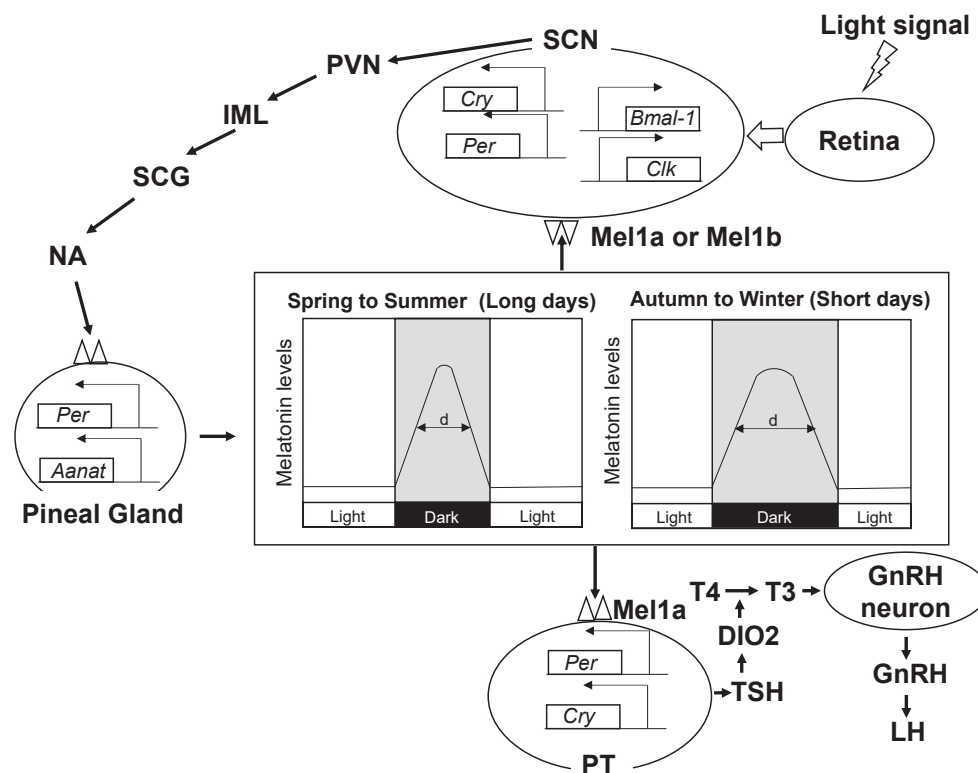 Light signal
SCN
PVN
Cry
Bmal-1
IML
Retina
Per
Clk
SCG
Mel1a or Mel1b
NA
Spring to Summer (Long days)
Autumn to Winter (Short days)
Melatonin levels
d
Light
Dark
Light
Melatonin levels
d
Light
Dark
Light
Per
Aanat
Pineal Gland
Mel1a
T4
T3
GnRH
neuron
DIO2
Per
TSH
GnRH
Cry
LH
PT